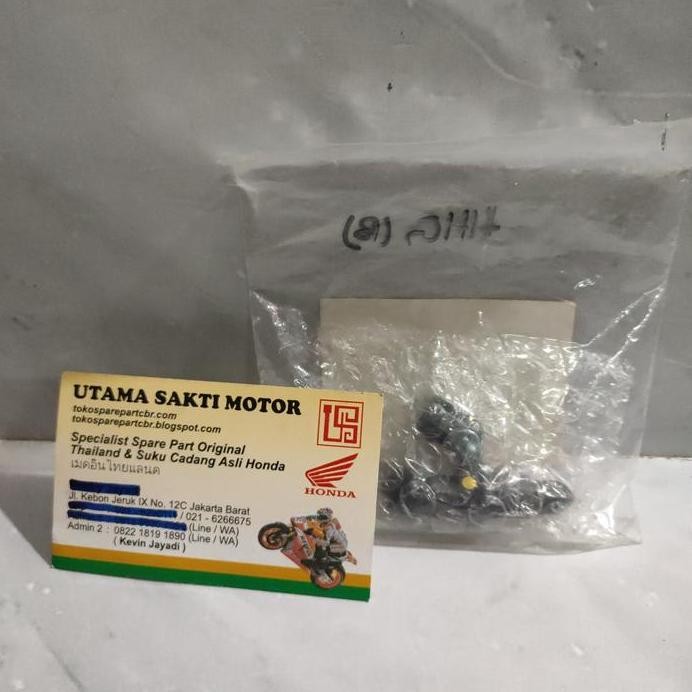 UTAMA SAKTI MOTOR
tokosparepartcbr.com
tokosparepartcbr.blogspot.com
Specialist Spare Part Original
Thailand & Suku Cadang Asli Honda
เมดอินไทยแลนด
HONDA
Jl. Kebon Jeruk IX No. 12C Jakarta Barat
/ 021 - 6266675
(Line / WA)
Admin 2 : 0822 1819 1890 (Line / WA)
( Kevin Jayadi )